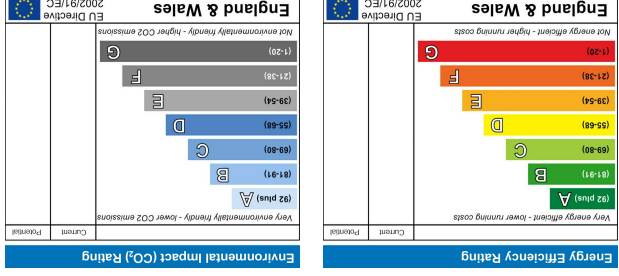 Energy Efficiency Rating
Current Potential
Very energy efficient - lower running costs
(92 plus) A
(81-91) B
(69-80) C
(55-68) D
(39-54) E
(21-38) F
(1-20) G
Not energy efficient - higher running costs
England & Wales
EU Directive
2002/91/EC
Environmental Impact (CO₂) Rating
Current Potential
Very environmentally friendly - lower CO2 emissions
(92 plus) A
(81-91) B
(69-80) C
(55-68) D
(39-54) E
(21-38) F
(1-20) G
Not environmentally friendly - higher CO2 emissions
England & Wales
EU Directive
2002/91/EC